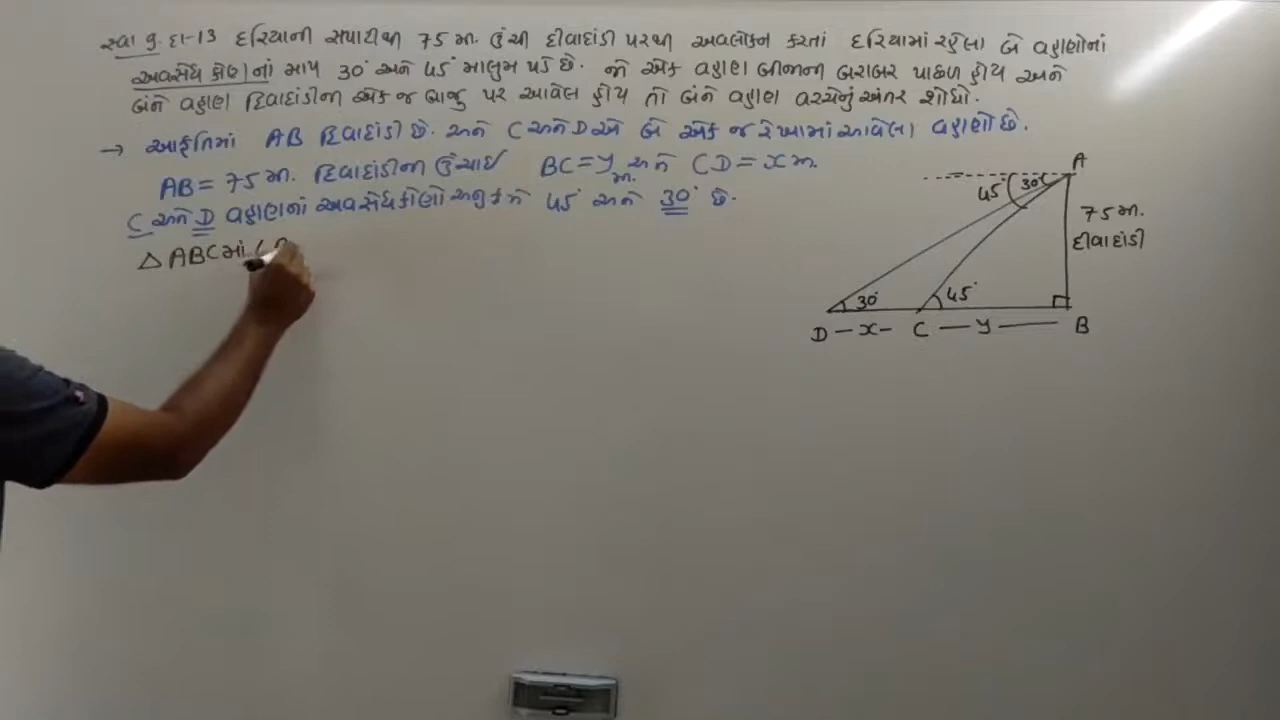 સ્વા 9. દા-13 દરિયાની સપાટીથી 75 મી. ઉંચી દીવાદાંડી પરથી અવલોકન કરતાં દરિયામાં રહેલા બે વહાણોનાં
અવસેધ કોણનાં માપ 30° અને 45° માલુમ પડે છે. જો એક વહાણ બીજાની બરાબર પાછળ હોય અને
બંને વહાણ દિવાદાંડીની એક જ બાજુ પર આવેલ હોય તો બંને વહાણ વચ્ચેનું અંતર શોધો.
→ આકૃતિમાં AB દિવાદાંડી છે. અને C અને D એ બે એક જ રેખામાં આવેલા વહાણો છે.
AB = 75 મી. દિવાદાંડીની ઉંચાઈ BC = y મી. અને CD = x મી.
C અને D વહાણનાં અવસેધકોણો અનુક્રમે 45° અને 30° છે.
△ ABC માં
A
45 30°
75 મી.
દીવાદાંડી
30° 45°
D – x – C — y —— B